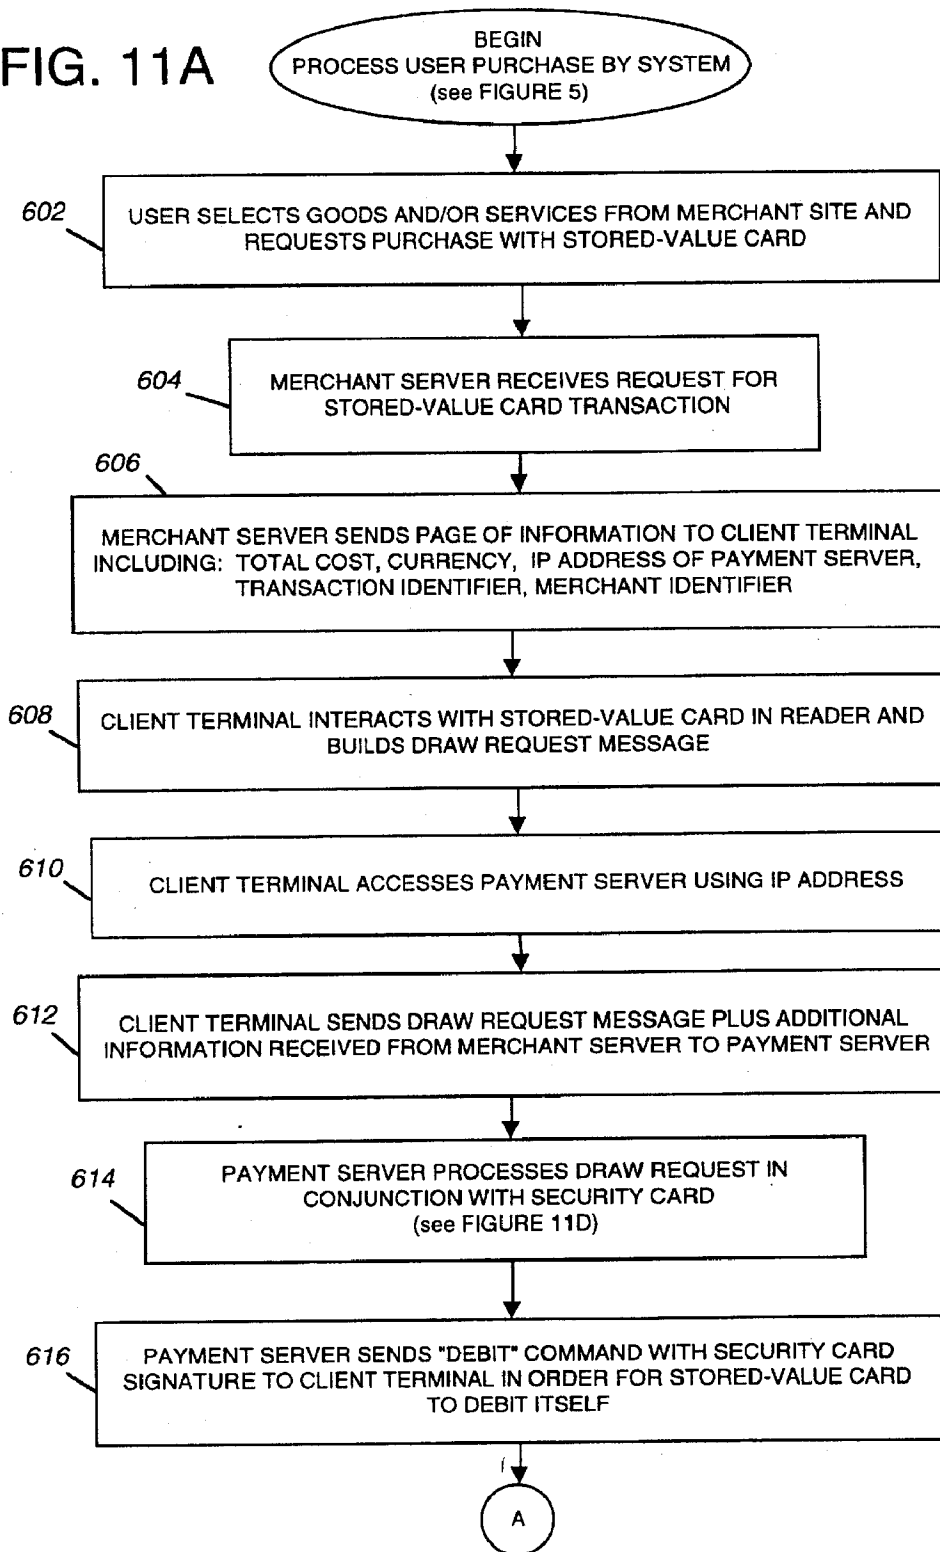 FIG. 11A
BEGIN
PROCESS USER PURCHASE BY SYSTEM
(see FIGURE 5)
602
USER SELECTS GOODS AND/OR SERVICES FROM MERCHANT SITE AND
REQUESTS PURCHASE WITH STORED-VALUE CARD
604
MERCHANT SERVER RECEIVES REQUEST FOR
STORED-VALUE CARD TRANSACTION
606
MERCHANT SERVER SENDS PAGE OF INFORMATION TO CLIENT TERMINAL
INCLUDING: TOTAL COST, CURRENCY, IP ADDRESS OF PAYMENT SERVER,
TRANSACTION IDENTIFIER, MERCHANT IDENTIFIER
608
CLIENT TERMINAL INTERACTS WITH STORED-VALUE CARD IN READER AND
BUILDS DRAW REQUEST MESSAGE
610
CLIENT TERMINAL ACCESSES PAYMENT SERVER USING IP ADDRESS
612
CLIENT TERMINAL SENDS DRAW REQUEST MESSAGE PLUS ADDITIONAL
INFORMATION RECEIVED FROM MERCHANT SERVER TO PAYMENT SERVER
614
PAYMENT SERVER PROCESSES DRAW REQUEST IN
CONJUNCTION WITH SECURITY CARD
(see FIGURE 11D)
616
PAYMENT SERVER SENDS "DEBIT" COMMAND WITH SECURITY CARD
SIGNATURE TO CLIENT TERMINAL IN ORDER FOR STORED-VALUE CARD
TO DEBIT ITSELF
A